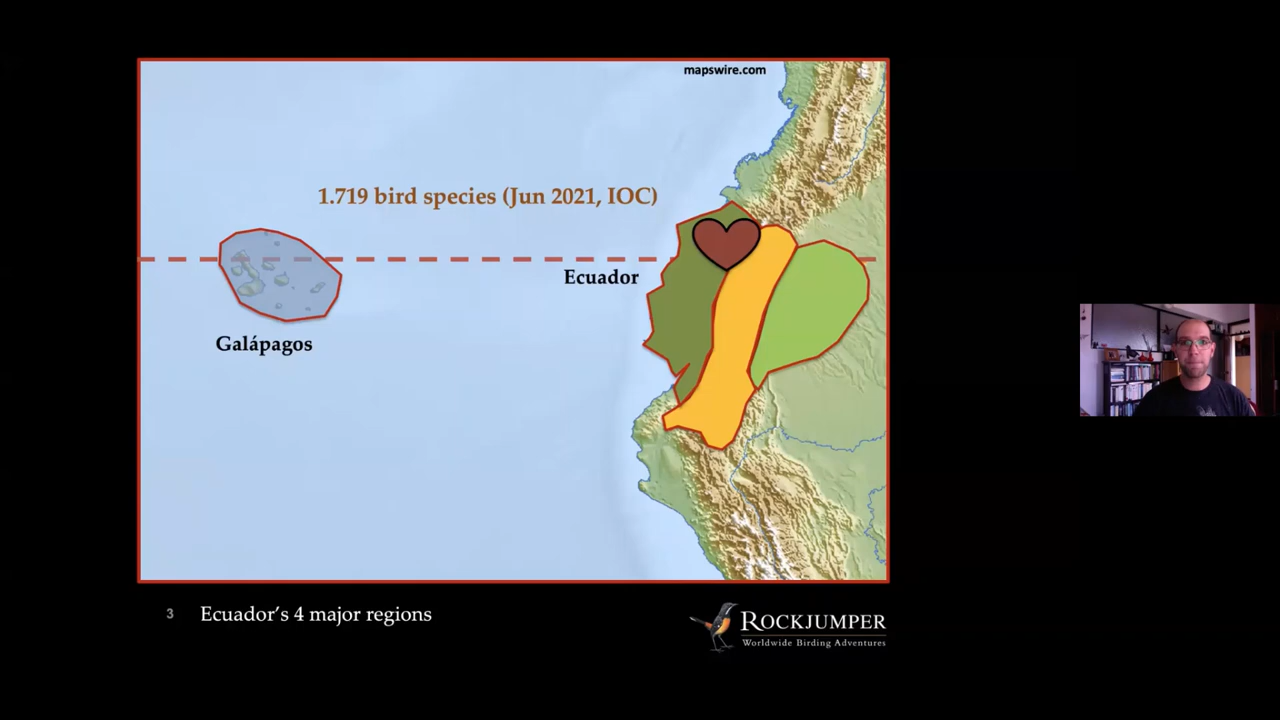 mapswire.com
1.719 bird species (Jun 2021, IOC)
Ecuador
Galápagos
3 Ecuador’s 4 major regions
ROCKJUMPER
Worldwide Birding Adventures